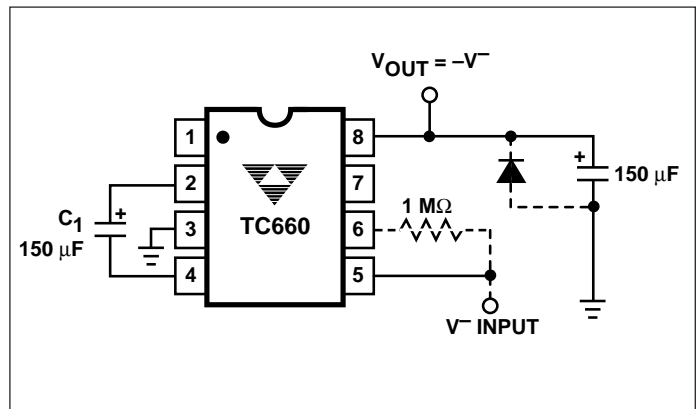 V_OUT = –V–
1
8
2
7
+
C1
150 µF
TC660
3
6
1 MΩ
4
5
+
150 µF
V– INPUT